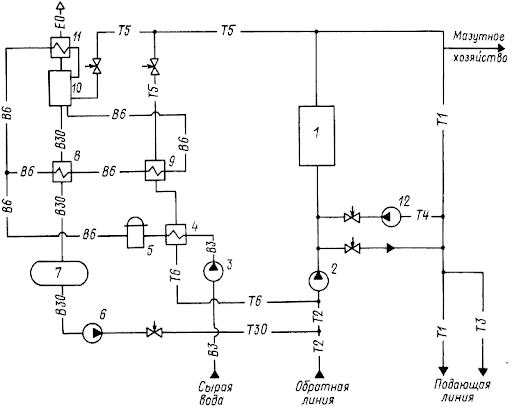 ЕО
11
Т5
Т5
Мазутное
хозяйство
10
Т5
В6
В6
1
Т1
В30
В6
8
9
В6
В6
12
Т4
В30
В6
4
В6
5
В3
7
3
2
Т6
Т6
В30
6
Т30
Т2
Т2
В3
Т1
Т3
Сырая
вода
Обратная
линия
Подающая
линия